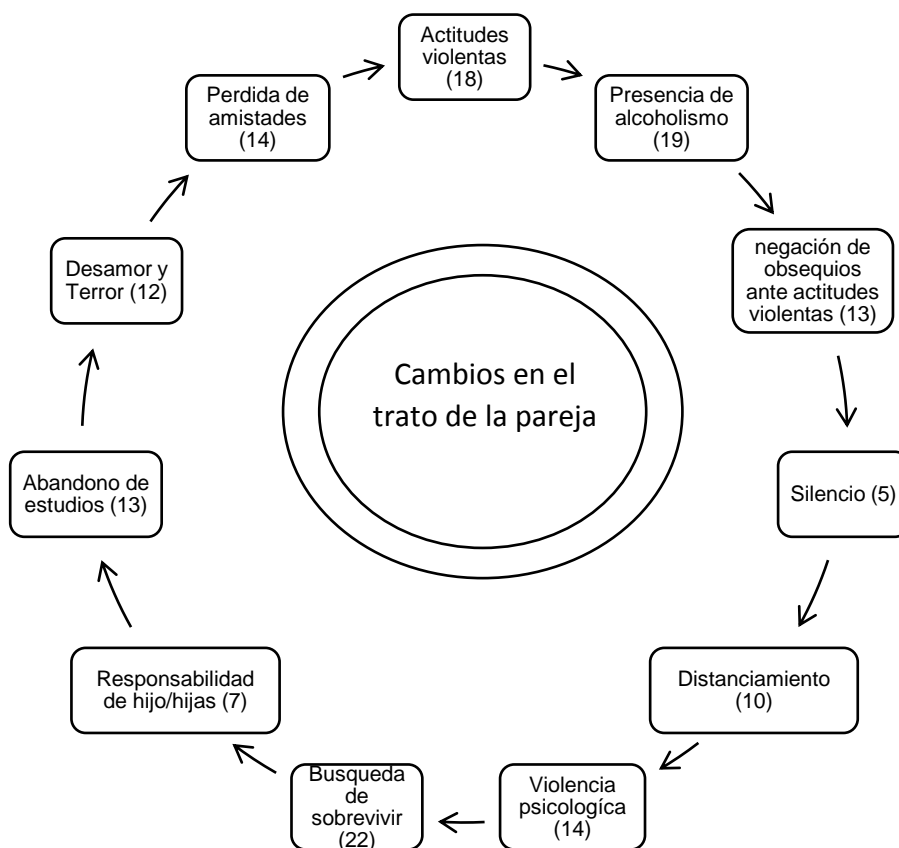 Actitudes
violentas
(18)
Presencia de
alcoholismo
(19)
negación de
obsequios
ante actitudes
violentas (13)
Silencio (5)
Distanciamiento
(10)
Violencia
psicologíca
(14)
Busqueda
de
sobrevivir
(22)
Responsabilidad
de hijo/hijas (7)
Abandono de
estudios (13)
Desamor y
Terror (12)
Perdida de
amistades
(14)
Cambios en el
trato de la pareja